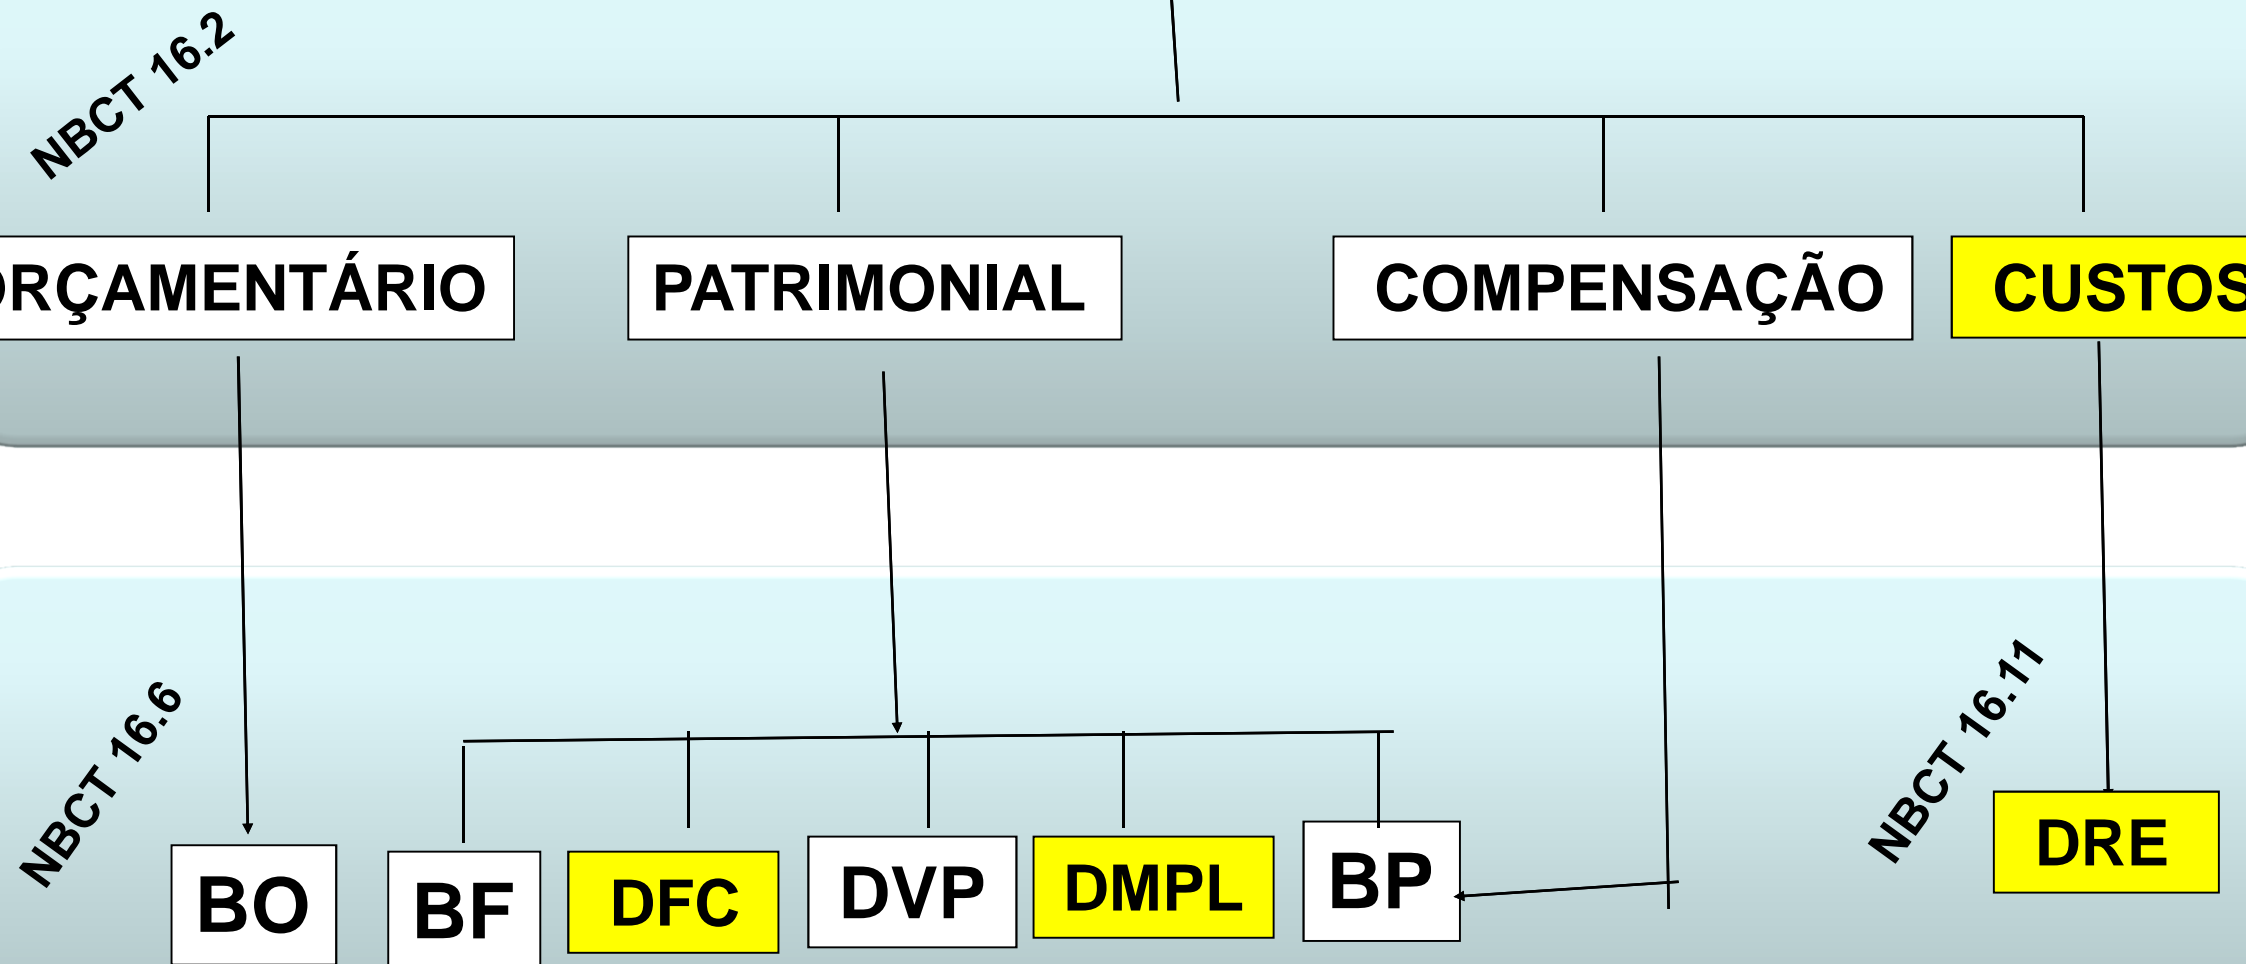 NBCT 16.2
ORÇAMENTÁRIO
PATRIMONIAL
COMPENSAÇÃO
CUSTOS
NBCT 16.6
NBCT 16.11
BO
BF
DFC
DVP
DMPL
BP
DRE